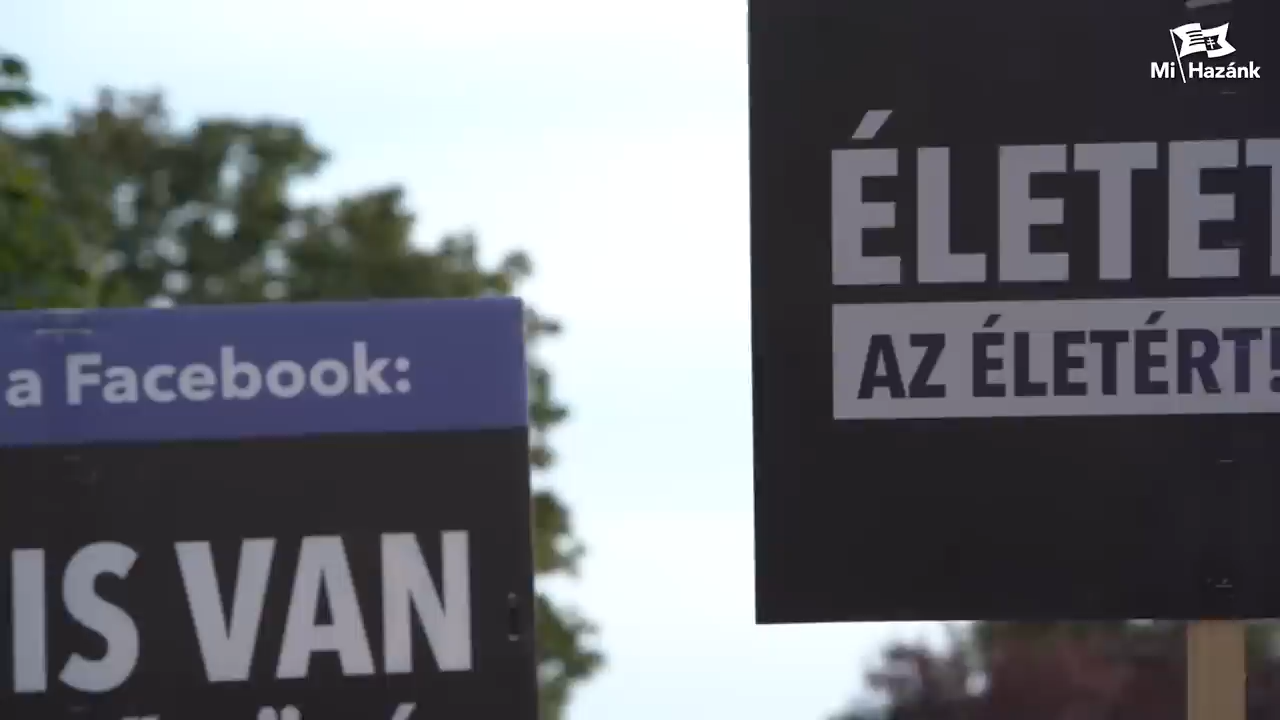 Mi Hazánk
a Facebook:
IS VAN
ÉLETET
AZ ÉLETÉRT!